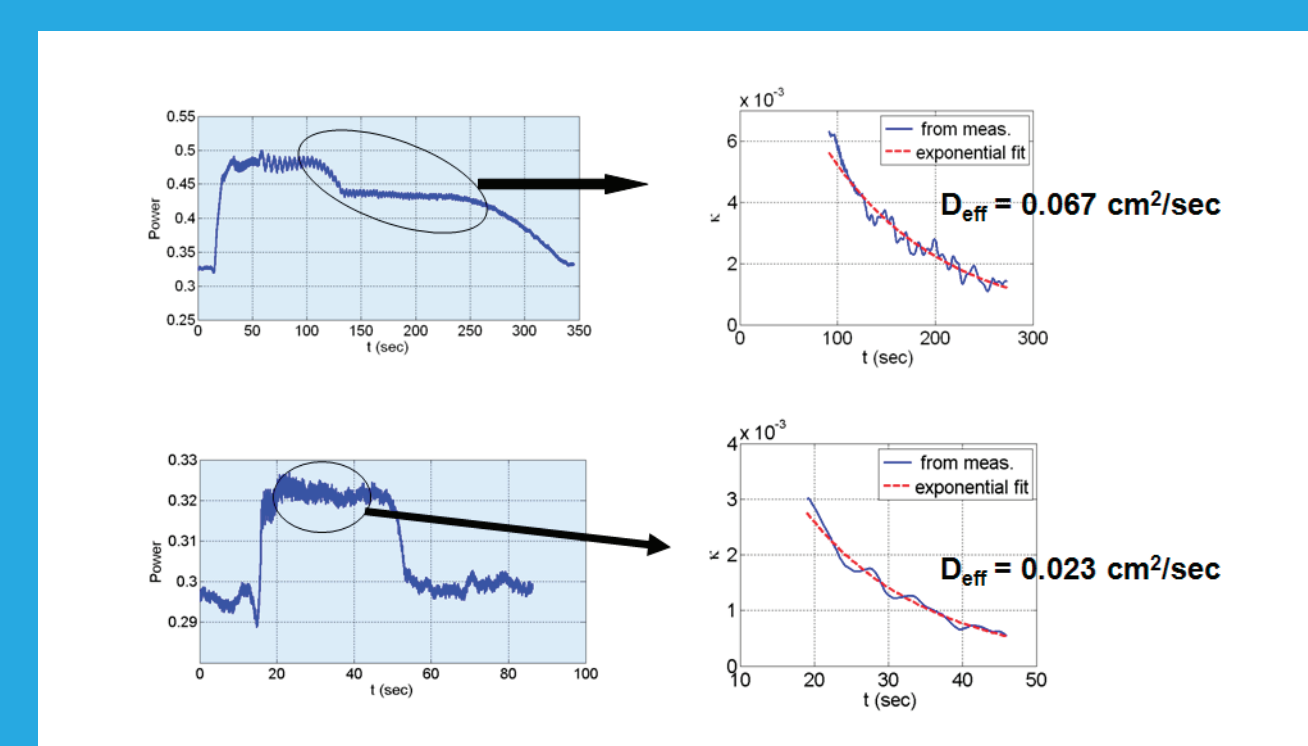 0.55
0.5
0.45
0.4
0.35
0.3
0.25
Power
0 50 100 150 200 250 300 350
t (sec)
x 10⁻³
6
4
2
0
κ
from meas.
exponential fit
D_eff = 0.067 cm²/sec
0 100 200 300
t (sec)
0.33
0.32
0.31
0.3
0.29
Power
0 20 40 60 80 100
t (sec)
x 10⁻³
4
3
2
1
0
κ
from meas.
exponential fit
D_eff = 0.023 cm²/sec
10 20 30 40 50
t (sec)